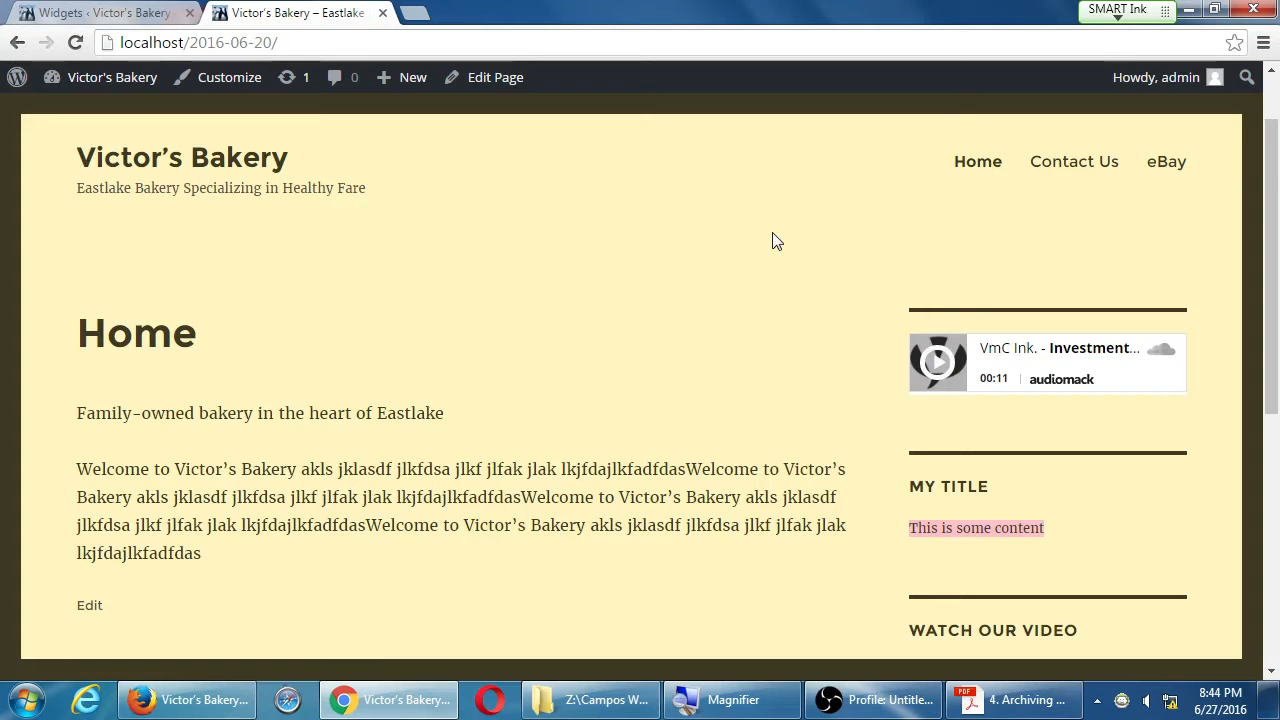 Widgets ‹ Victor's Bakery
Victor's Bakery – Eastlake
SMART Ink
localhost/2016-06-20/
Victor's Bakery
Customize
1
0
New
Edit Page
Howdy, admin
Victor's Bakery
Eastlake Bakery Specializing in Healthy Fare
Home
Contact Us
eBay
Home
Family-owned bakery in the heart of Eastlake
Welcome to Victor's Bakery akls jklasdf jlkfdsa jlkf jlfak jlak lkjfdajlkfadfdasWelcome to Victor's
Bakery akls jklasdf jlkfdsa jlkf jlfak jlak lkjfdajlkfadfdasWelcome to Victor's Bakery akls jklasdf
jlkfdsa jlkf jlfak jlak lkjfdajlkfadfdasWelcome to Victor's Bakery akls jklasdf jlkfdsa jlkf jlfak jlak
lkjfdajlkfadfdas
Edit
VmC Ink. - Investment...
00:11
audiomack
MY TITLE
This is some content
WATCH OUR VIDEO
Victor's Bakery...
Victor's Bakery...
Z:\Campos W...
Magnifier
Profile: Untitle...
PDF
4. Archiving ...
8:44 PM
6/27/2016